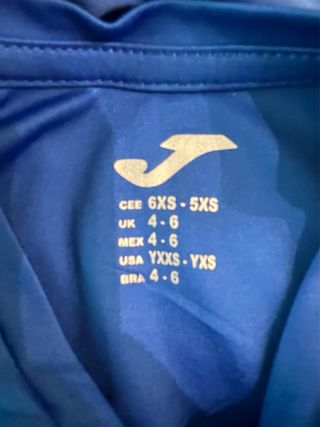 CEE 6XS - 5XS
UK 4 - 6
MEX 4 - 6
USA YXXS - YXS
BRA 4 - 6